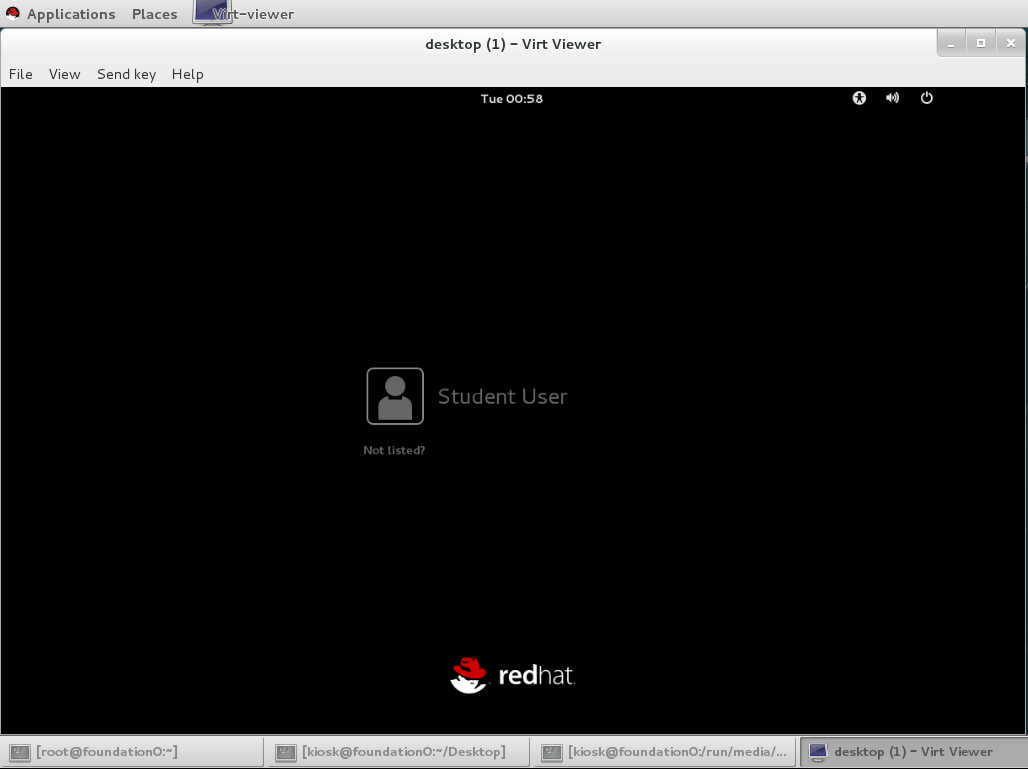 Applications Places Virt-viewer
desktop (1) – Virt Viewer
File View Send key Help
Tue 00:58
Student User
Not listed?
redhat.
[root@foundation0:~] [kiosk@foundation0:~/Desktop] [kiosk@foundation0:/run/media/... desktop (1) – Virt Viewer